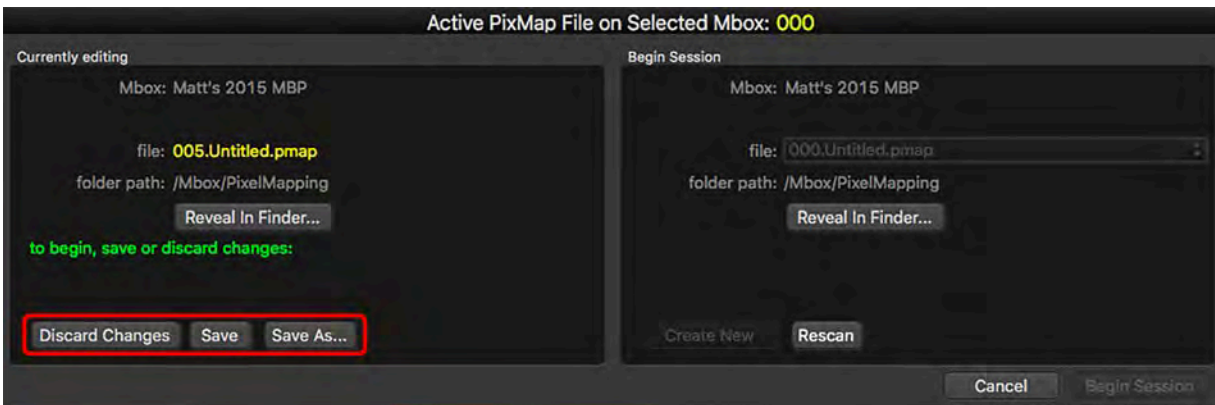 Active PixMap File on Selected Mbox: 000
Currently editing
Mbox: Matt's 2015 MBP
file: 005.Untitled.pmap
folder path: /Mbox/PixelMapping
Reveal In Finder...
to begin, save or discard changes:
Discard Changes Save Save As...
Begin Session
Mbox: Matt's 2015 MBP
file: 000.Untitled.pmap
folder path: /Mbox/PixelMapping
Reveal In Finder...
Create New Rescan
Cancel Begin Session